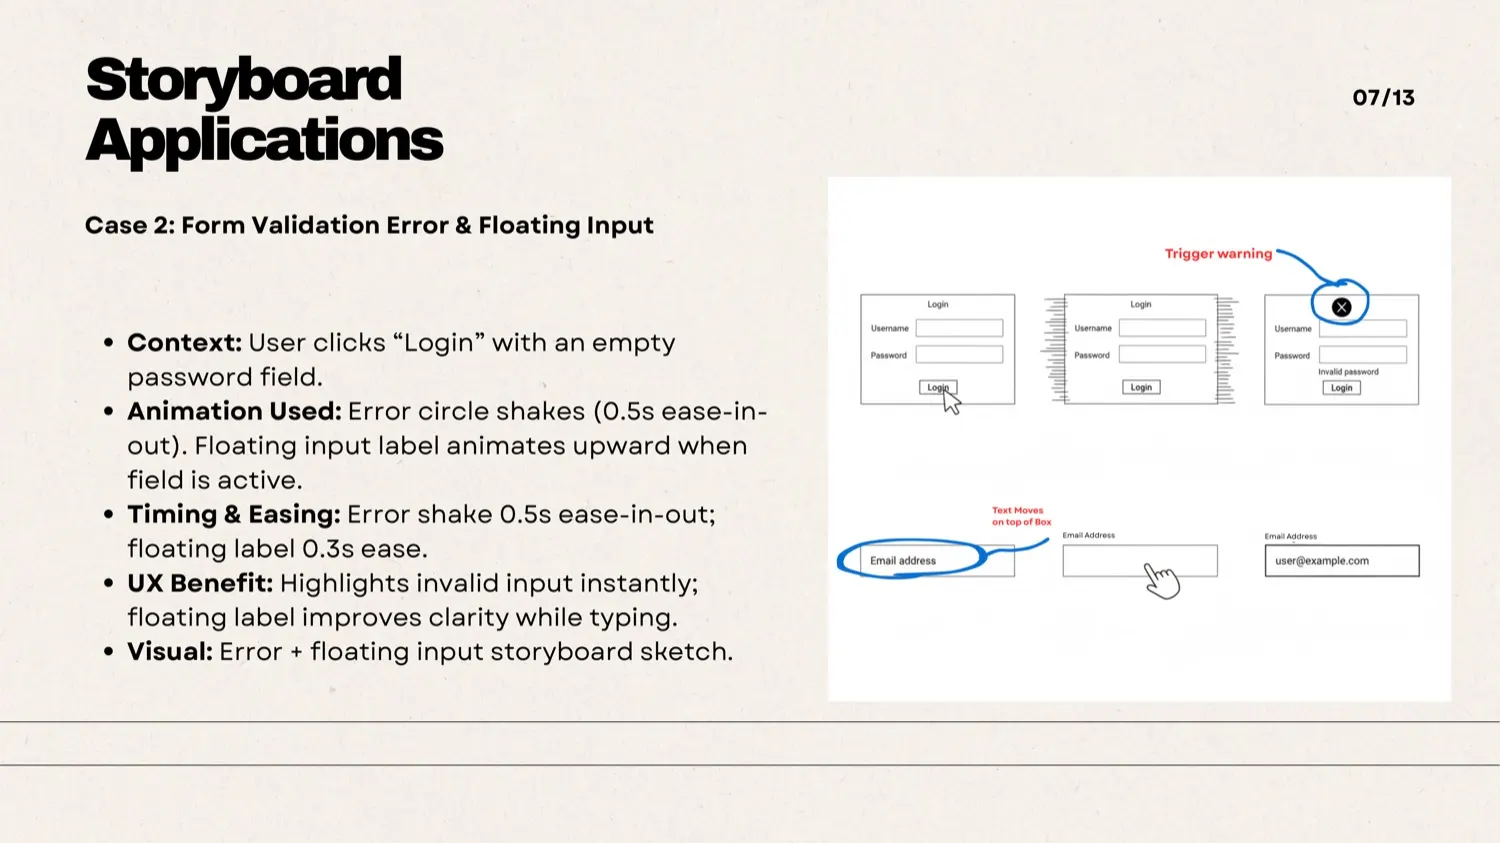 Storyboard
Applications
07/13
Case 2: Form Validation Error & Floating Input
• Context: User clicks “Login” with an empty
password field.
• Animation Used: Error circle shakes (0.5s ease-in-
out). Floating input label animates upward when
field is active.
• Timing & Easing: Error shake 0.5s ease-in-out;
floating label 0.3s ease.
• UX Benefit: Highlights invalid input instantly;
floating label improves clarity while typing.
• Visual: Error + floating input storyboard sketch.
Trigger warning
Login
Username
Password
Login
Login
Username
Password
Login
Username
Password
Invalid password
Login
Text Moves
on top of Box
Email address
Email Address
Email Address
user@example.com